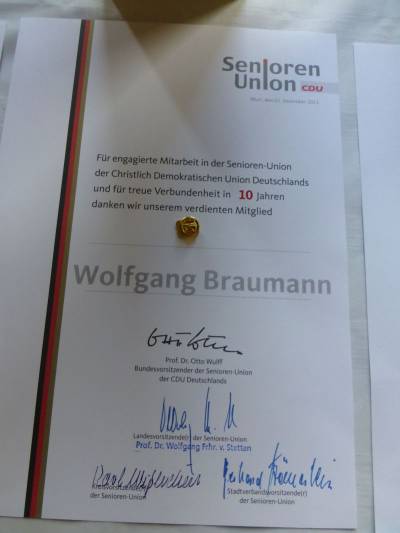 Senioren
Union CDU
Für engagierte Mitarbeit in der Senioren-Union
der Christlich Demokratischen Union Deutschlands
und für treue Verbundenheit in 10 Jahren
danken wir unserem verdienten Mitglied
Wolfgang Braumann
Prof. Dr. Otto Wulff
Bundesvorsitzender der Senioren-Union
der CDU Deutschlands
Landesvorsitzende(r) der Senioren-Union
Prof. Dr. Wolfgang Frhr. v. Stetten
Kreisvorsitzende(r)
der Senioren-Union
Stadtverbandsvorsitzende(r)
der Senioren-Union